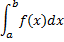 ∫_a^b f(x)dx